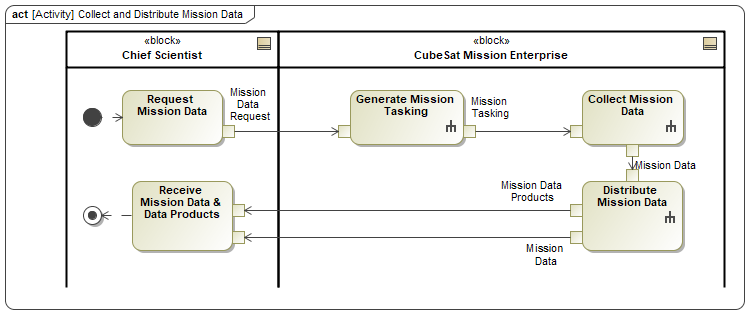 act [Activity] Collect and Distribute Mission Data
«block»
Chief Scientist
«block»
CubeSat Mission Enterprise
Request
Mission Data
Mission
Data
Request
Generate Mission
Tasking
Mission
Tasking
Collect Mission
Data
Mission Data
Receive
Mission Data &
Data Products
Mission Data
Products
Mission
Data
Distribute
Mission Data